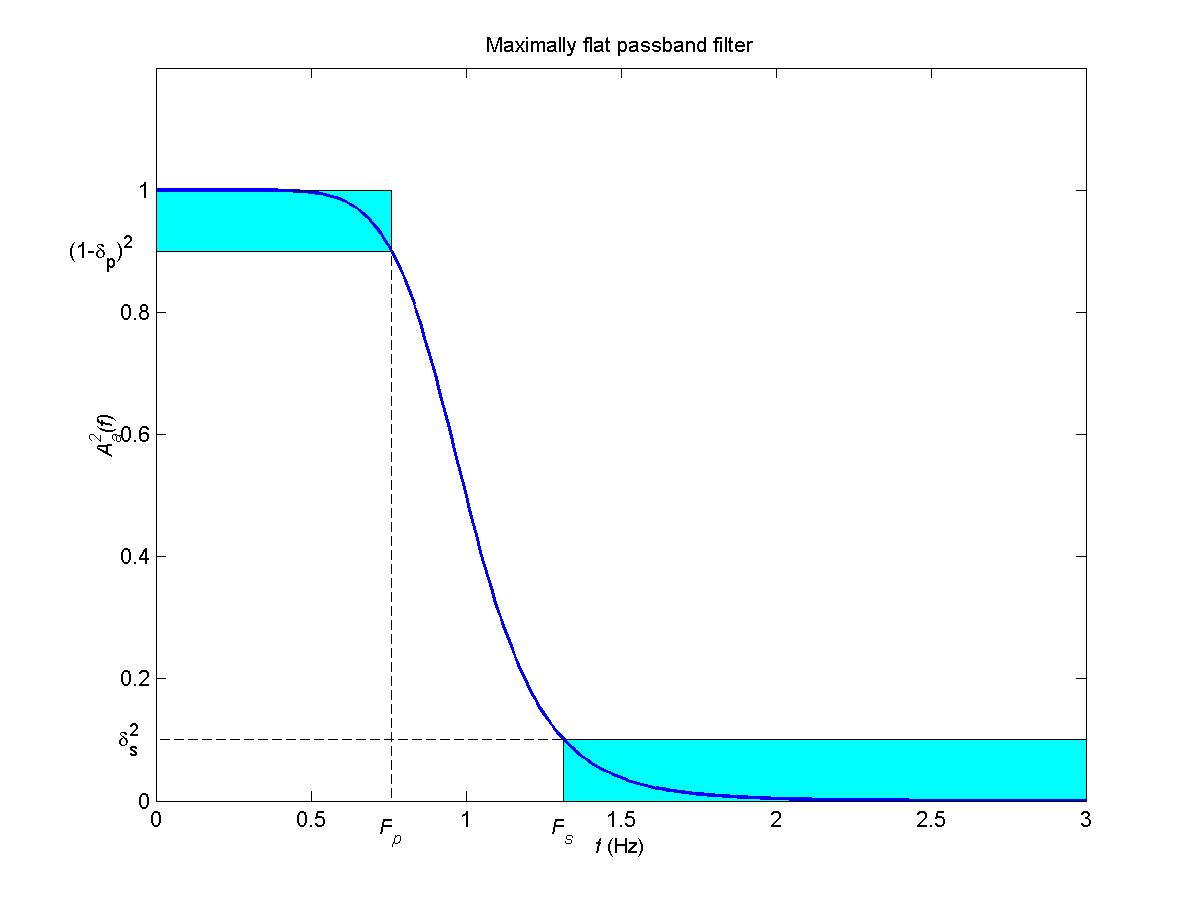 Maximally flat passband filter
1
(1-δp)²
0.8
A²a(f)
0.6
0.4
0.2
δ²s
0
0 0.5 1 1.5 2 2.5 3
Fp Fs
f (Hz)